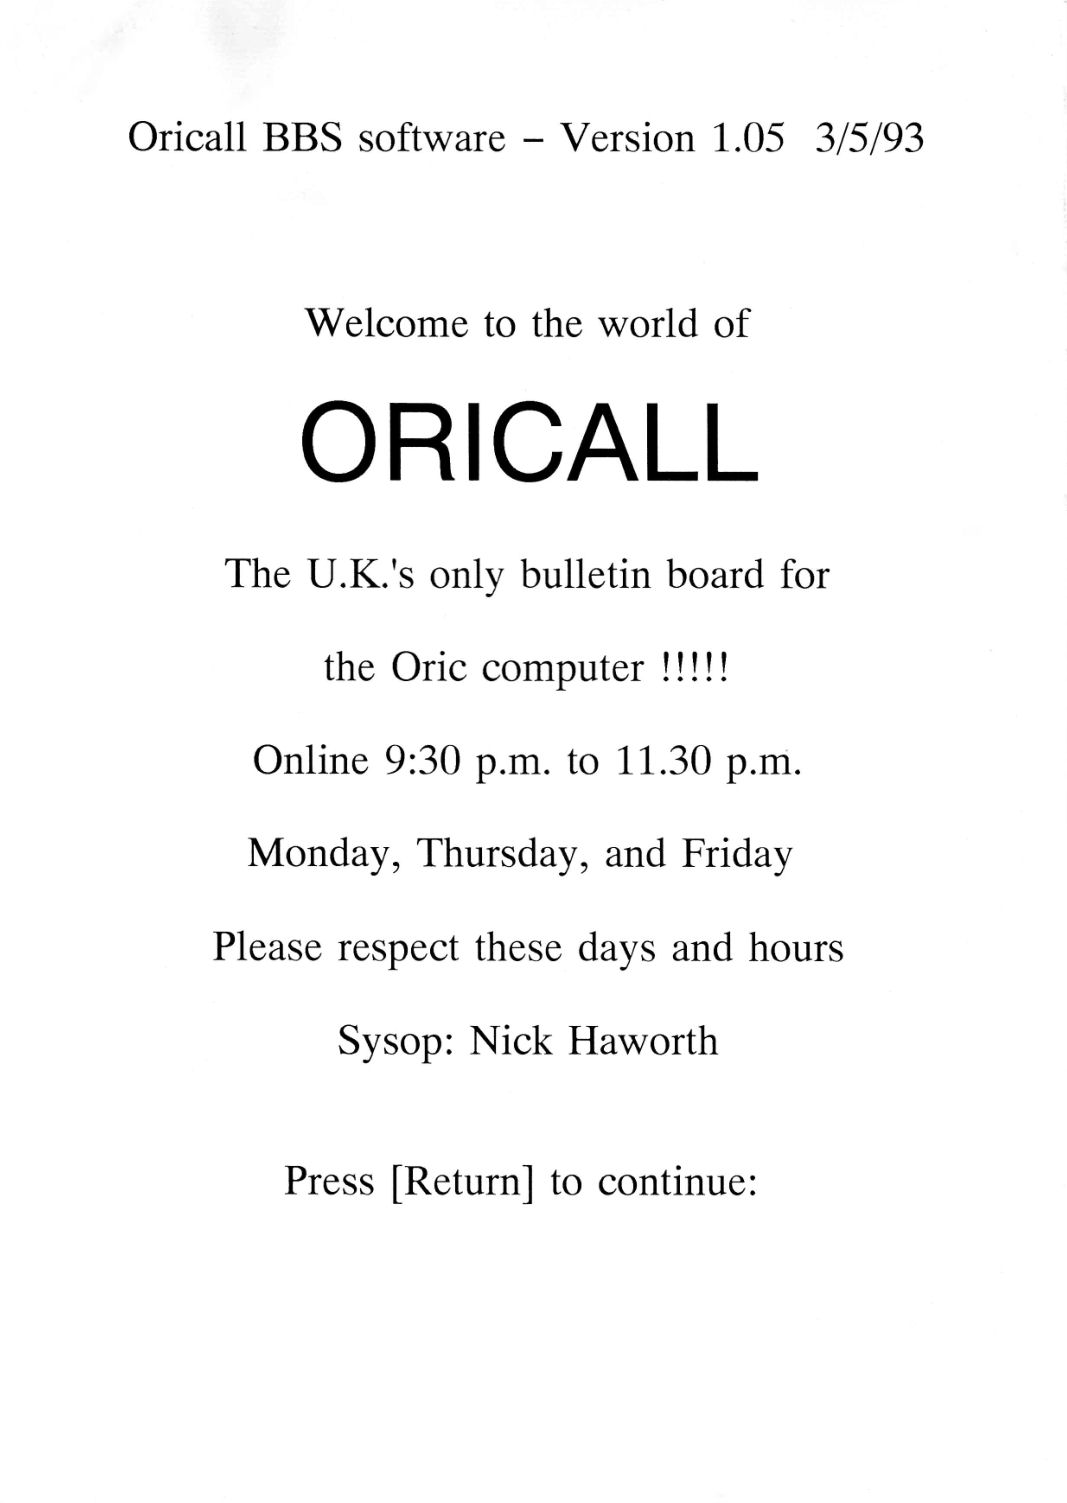 Oricall BBS software – Version 1.05 3/5/93
Welcome to the world of
ORICALL
The U.K.'s only bulletin board for
the Oric computer !!!!!
Online 9:30 p.m. to 11.30 p.m.
Monday, Thursday, and Friday
Please respect these days and hours
Sysop: Nick Haworth
Press [Return] to continue: